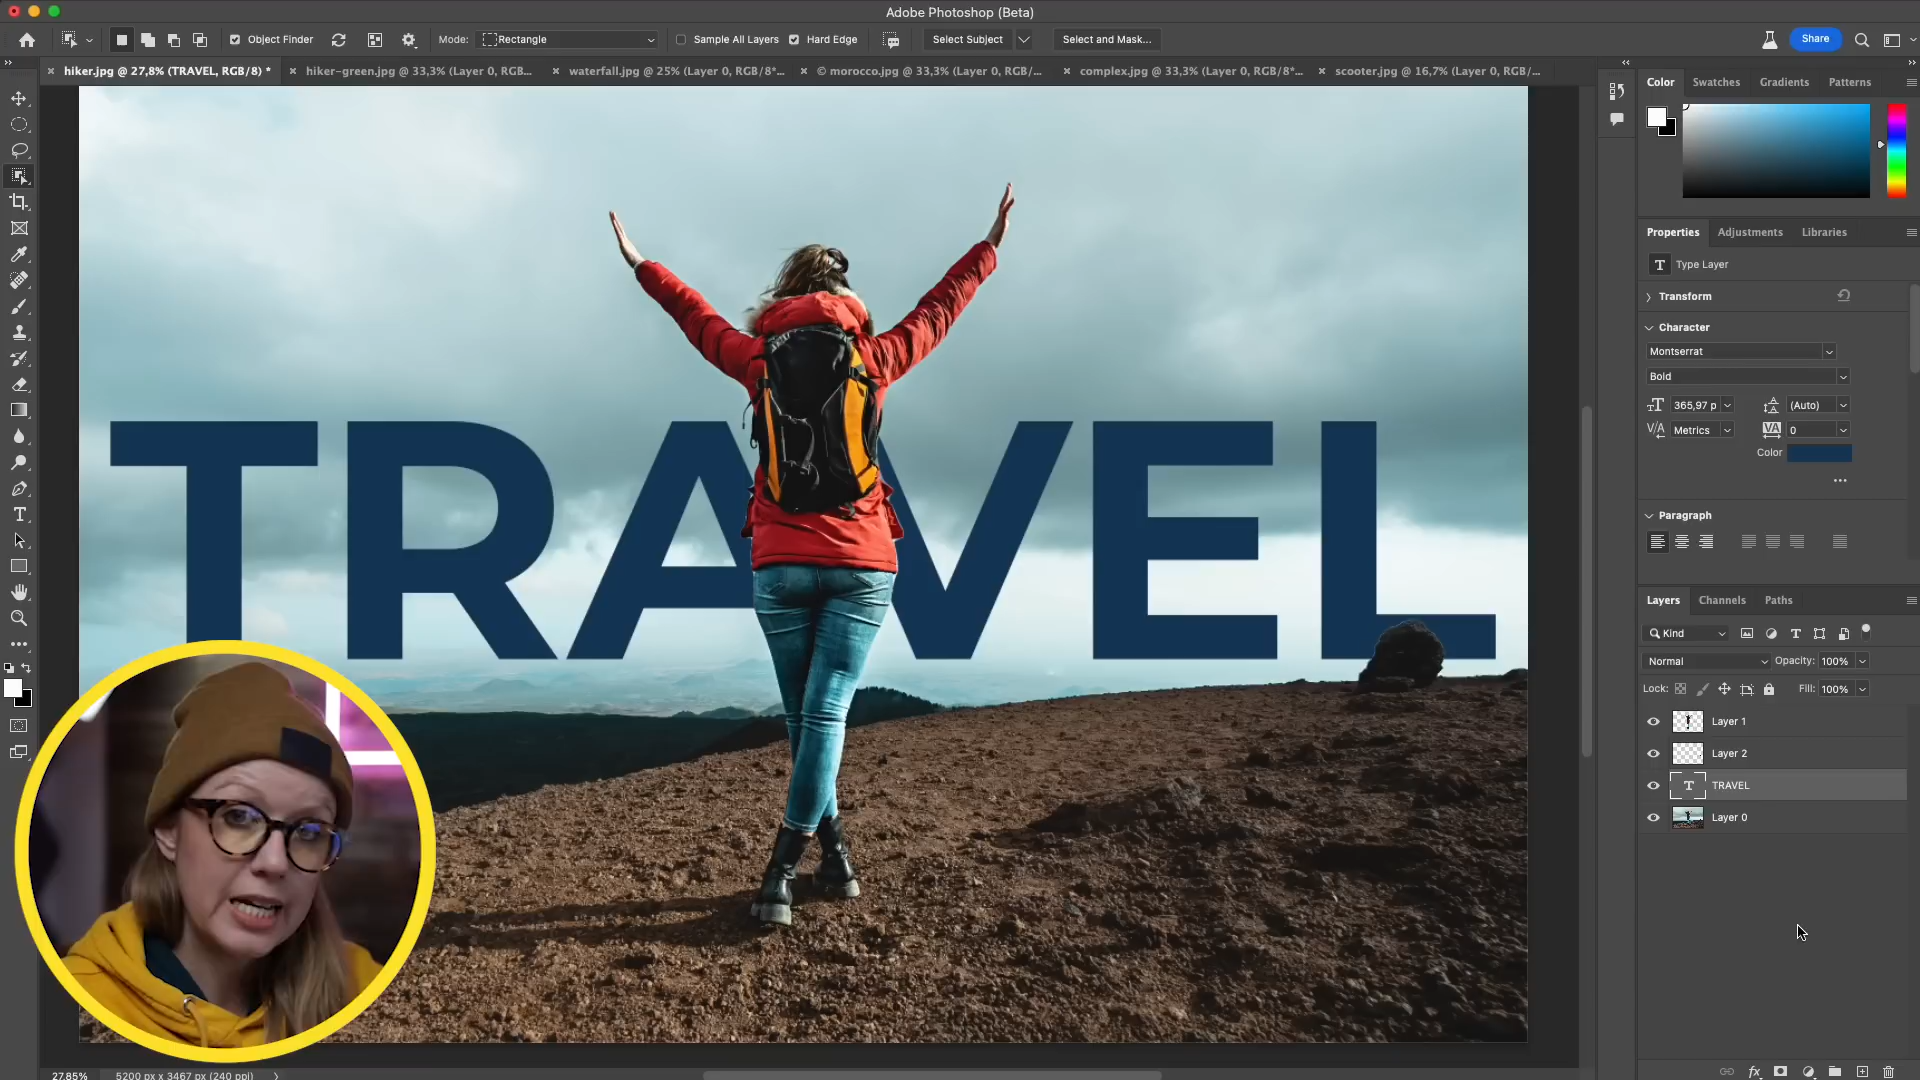 Adobe Photoshop (Beta)
Mode: Rectangle
Object Finder
Sample All Layers
Hard Edge
Select Subject
Select and Mask...
Share
hiker.jpg @ 27,8% (TRAVEL, RGB/8) *
hiker-green.jpg @ 33,3% (Layer 0, RGB...
waterfall.jpg @ 25% (Layer 0, RGB/8*...
© morocco.jpg @ 33,3% (Layer 0, RGB/...
complex.jpg @ 33,3% (Layer 0, RGB/8*...
scooter.jpg @ 16,7% (Layer 0, RGB/...
Color Swatches Gradients Patterns
Properties Adjustments Libraries
T Type Layer
Transform
Character
Montserrat
Bold
365,97 p (Auto)
Metrics 0
Color
Paragraph
TRAVEL
Layers Channels Paths
Kind
Normal Opacity: 100%
Lock: Fill: 100%
Layer 1
Layer 2
T TRAVEL
Layer 0
27,85% 5200 px x 3467 px (240 ppi)
fx